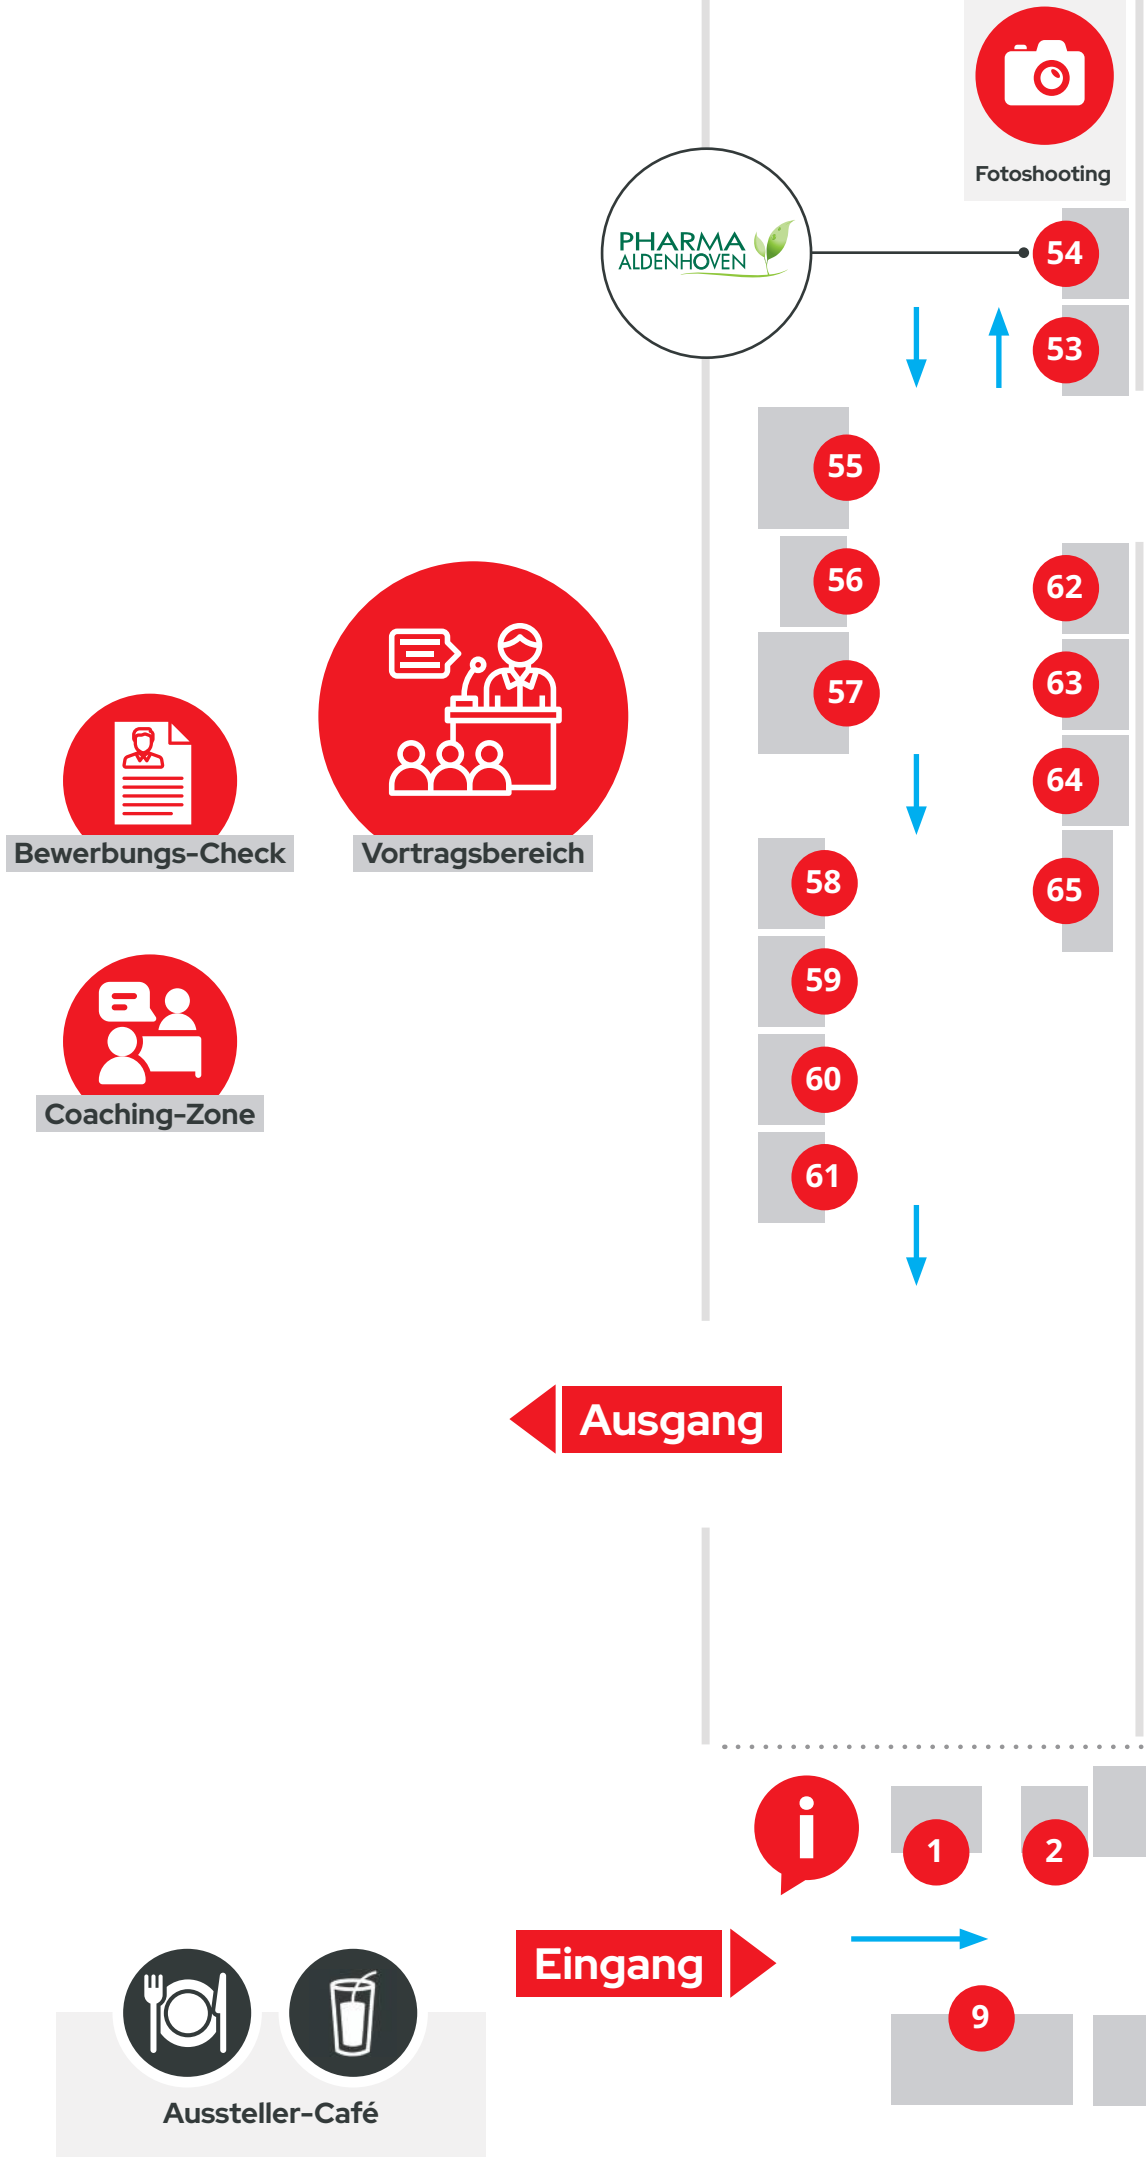 Fotoshooting
PHARMA
ALDENHOVEN
54
53
55
56
62
57
63
64
Bewerbungs-Check
Vortragsbereich
58
65
59
60
Coaching-Zone
61
Ausgang
i
1
2
Eingang
9
Aussteller-Café